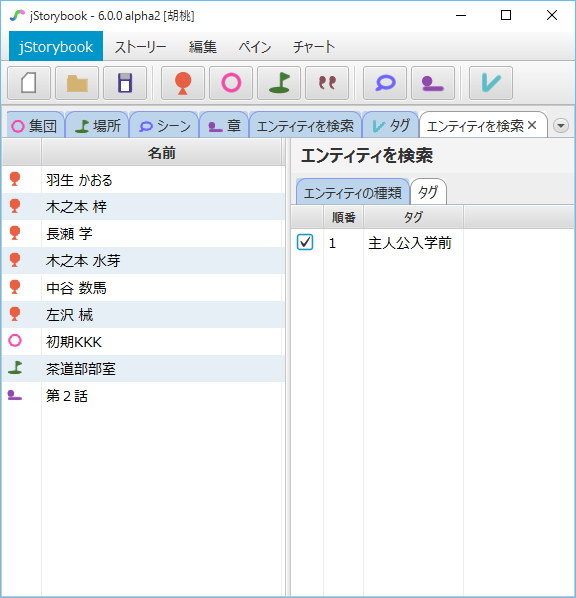 jStorybook - 6.0.0 alpha2 [胡桃]
jStorybook ストーリー 編集 ペイン チャート
集団 場所 シーン 章 エンティティを検索 タグ エンティティを検索
名前
羽生 かおる
木之本 梓
長瀬 学
木之本 水芽
中谷 数馬
左沢 械
初期KKK
茶道部部室
第２話
エンティティを検索
エンティティの種類 タグ
順番 タグ
1 主人公入学前